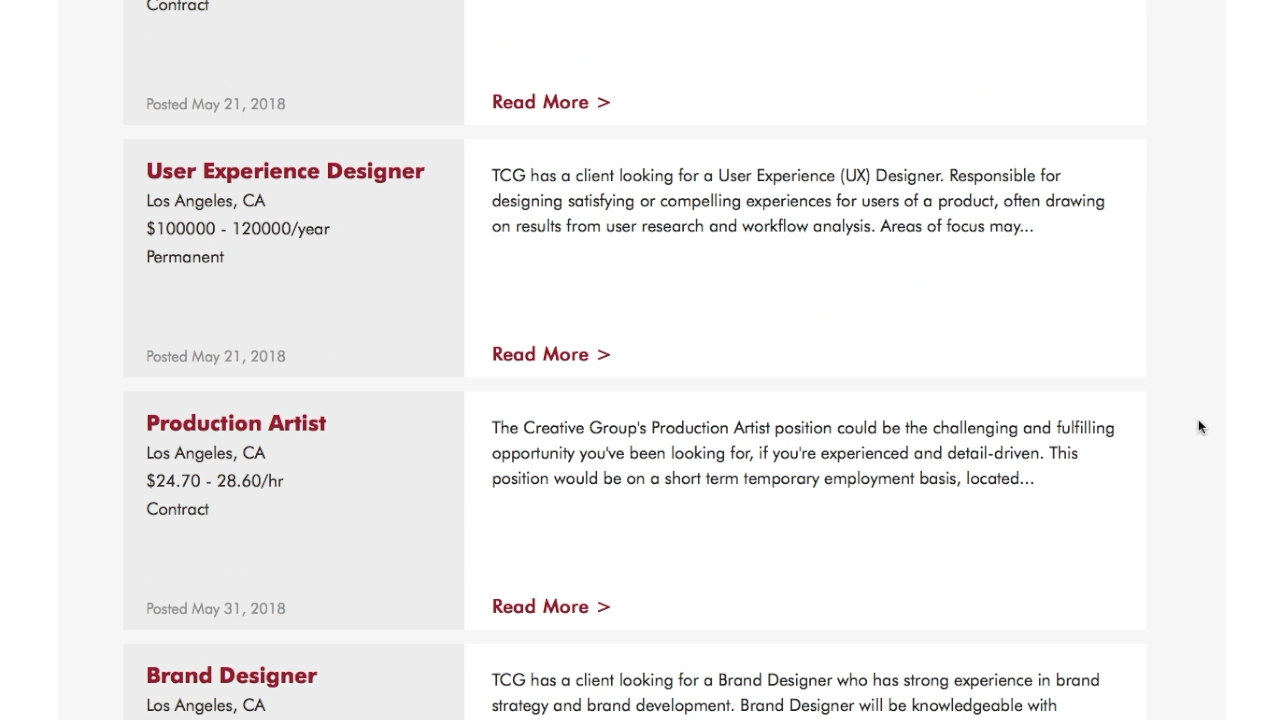 Contract
Posted May 21, 2018
Read More >
User Experience Designer
Los Angeles, CA
$100000 - 120000/year
Permanent
Posted May 21, 2018
TCG has a client looking for a User Experience (UX) Designer. Responsible for
designing satisfying or compelling experiences for users of a product, often drawing
on results from user research and workflow analysis. Areas of focus may...
Read More >
Production Artist
Los Angeles, CA
$24.70 - 28.60/hr
Contract
Posted May 31, 2018
The Creative Group's Production Artist position could be the challenging and fulfilling
opportunity you've been looking for, if you're experienced and detail-driven. This
position would be on a short term temporary employment basis, located...
Read More >
Brand Designer
Los Angeles, CA
TCG has a client looking for a Brand Designer who has strong experience in brand
strategy and brand development. Brand Designer will be knowledgeable with